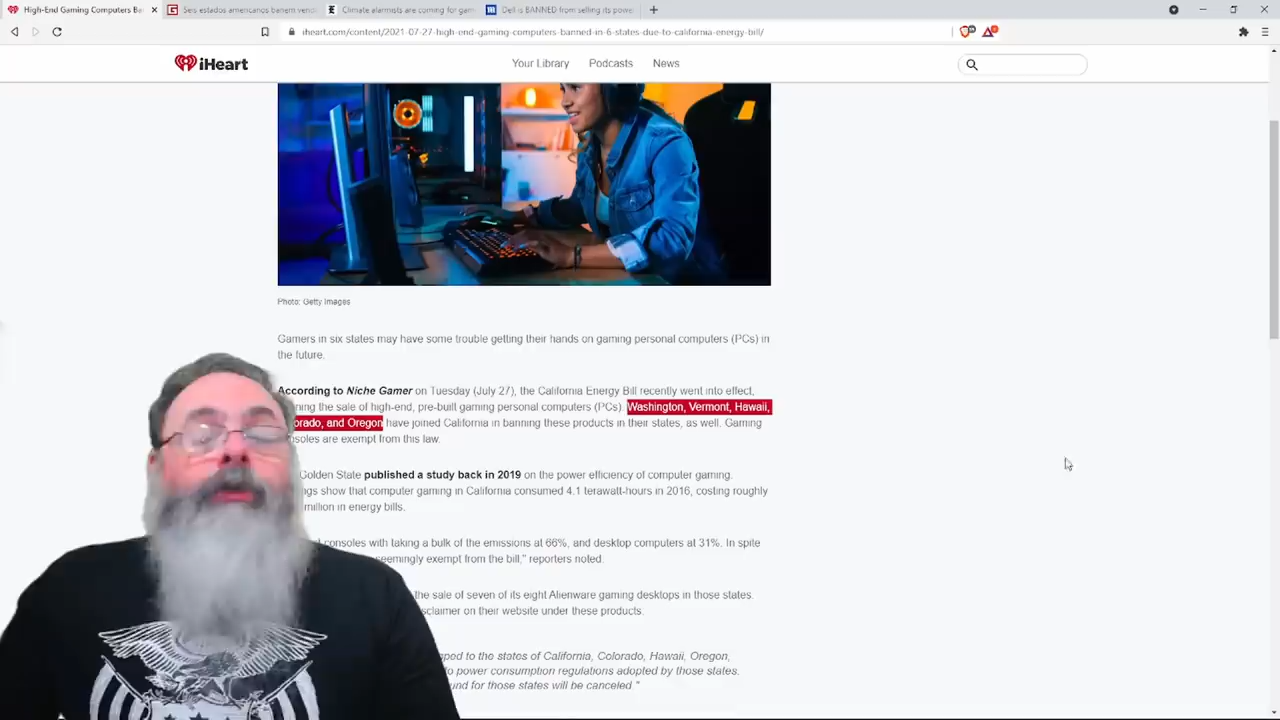 High-End Gaming Computers Ba
Seis estados americanos banem vend
Climate alarmists are coming for gam
Dell is BANNED from selling its power
iheart.com/content/2021-07-27-high-end-gaming-computers-banned-in-6-states-due-to-california-energy-bill/
iHeart
Your Library
Podcasts
News
Photo: Getty Images
Gamers in six states may have some trouble getting their hands on gaming personal computers (PCs) in
the future.
According to Niche Gamer on Tuesday (July 27), the California Energy Bill recently went into effect,
ning the sale of high-end, pre-built gaming personal computers (PCs). Washington, Vermont, Hawaii,
orado, and Oregon have joined California in banning these products in their states, as well. Gaming
soles are exempt from this law.
Golden State published a study back in 2019 on the power efficiency of computer gaming.
ngs show that computer gaming in California consumed 4.1 terawatt-hours in 2016, costing roughly
million in energy bills.
consoles with taking a bulk of the emissions at 66%, and desktop computers at 31%. In spite
seemingly exempt from the bill," reporters noted.
the sale of seven of its eight Alienware gaming desktops in those states.
sclaimer on their website under these products.
ped to the states of California, Colorado, Hawaii, Oregon,
to power consumption regulations adopted by those states.
und for those states will be canceled."